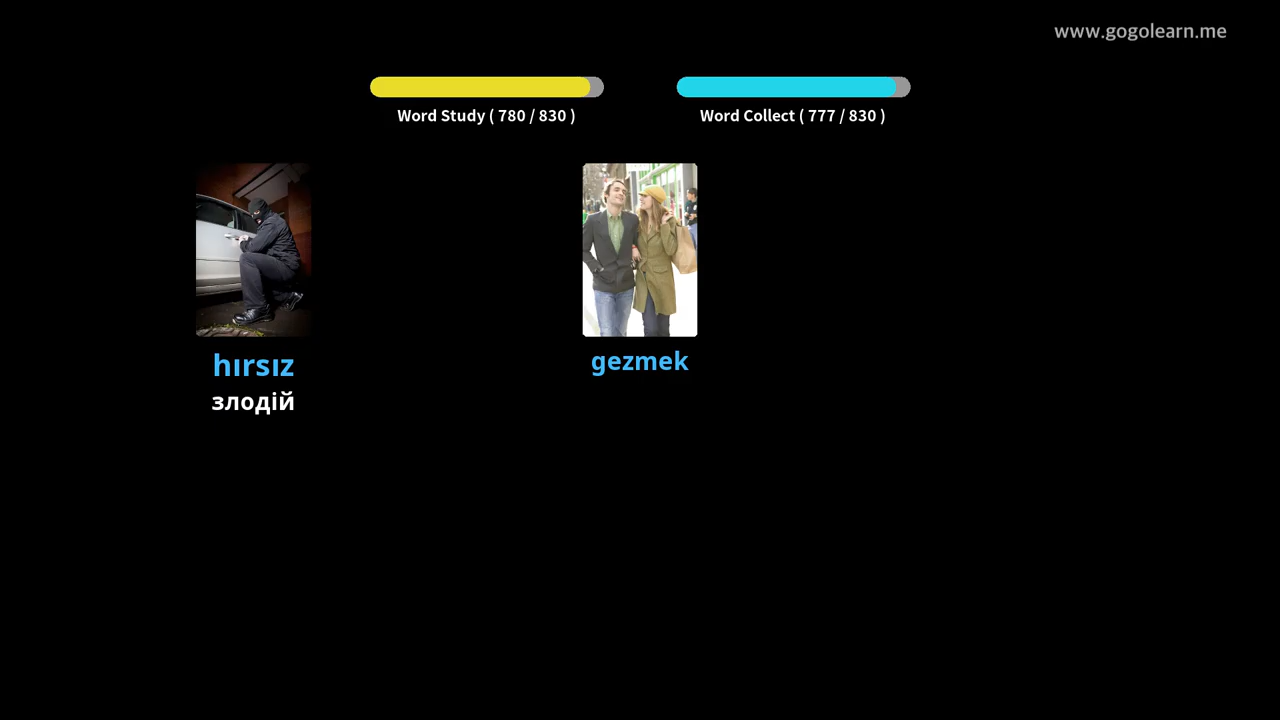 www.gogolearn.me
Word Study ( 780 / 830 )
Word Collect ( 777 / 830 )
hırsız
злодій
gezmek